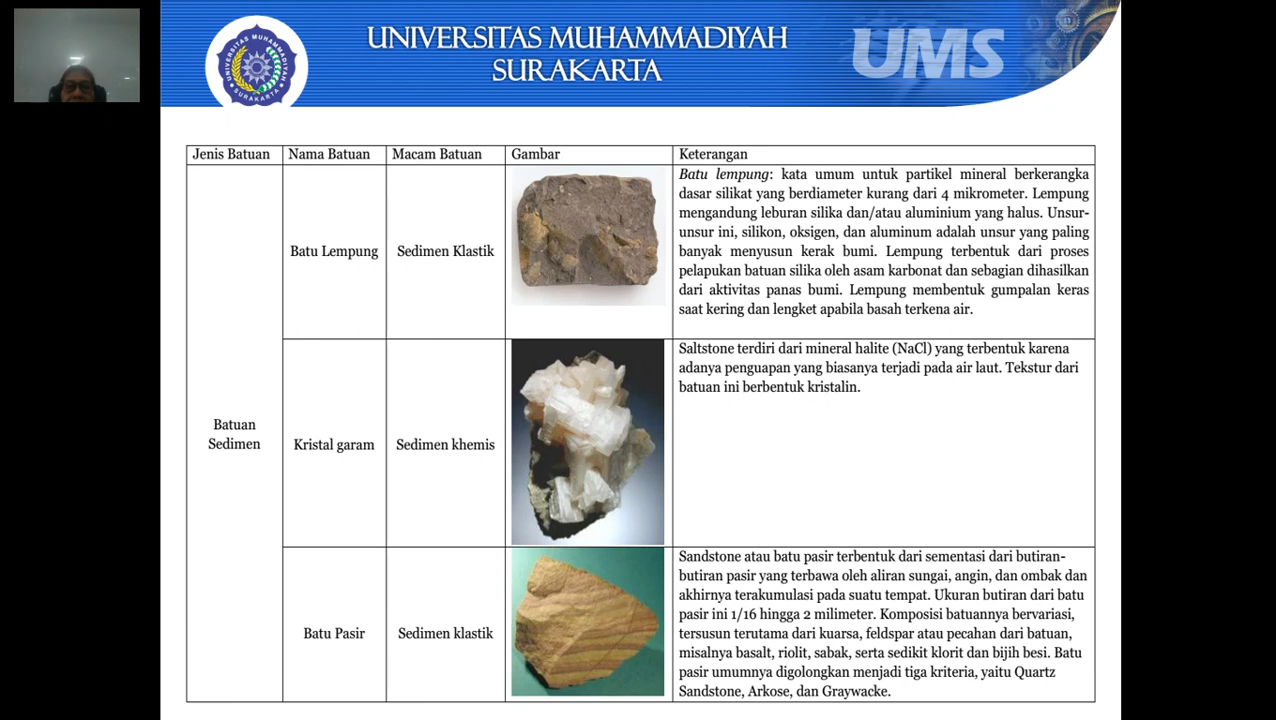 UNIVERSITAS MUHAMMADIYAH
SURAKARTA
UMS
UNIVERSITAS MUHAMMADIYAH
SURAKARTA
Jenis Batuan
Nama Batuan
Macam Batuan
Gambar
Keterangan
Batuan
Sedimen
Batu Lempung
Sedimen Klastik
Batu lempung: kata umum untuk partikel mineral berkerangka
dasar silikat yang berdiameter kurang dari 4 mikrometer. Lempung
mengandung leburan silika dan/atau aluminium yang halus. Unsur-
unsur ini, silikon, oksigen, dan aluminum adalah unsur yang paling
banyak menyusun kerak bumi. Lempung terbentuk dari proses
pelapukan batuan silika oleh asam karbonat dan sebagian dihasilkan
dari aktivitas panas bumi. Lempung membentuk gumpalan keras
saat kering dan lengket apabila basah terkena air.
Kristal garam
Sedimen khemis
Saltstone terdiri dari mineral halite (NaCl) yang terbentuk karena
adanya penguapan yang biasanya terjadi pada air laut. Tekstur dari
batuan ini berbentuk kristalin.
Batu Pasir
Sedimen klastik
Sandstone atau batu pasir terbentuk dari sementasi dari butiran-
butiran pasir yang terbawa oleh aliran sungai, angin, dan ombak dan
akhirnya terakumulasi pada suatu tempat. Ukuran butiran dari batu
pasir ini 1/16 hingga 2 milimeter. Komposisi batuannya bervariasi,
tersusun terutama dari kuarsa, feldspar atau pecahan dari batuan,
misalnya basalt, riolit, sabak, serta sedikit klorit dan bijih besi. Batu
pasir umumnya digolongkan menjadi tiga kriteria, yaitu Quartz
Sandstone, Arkose, dan Graywacke.